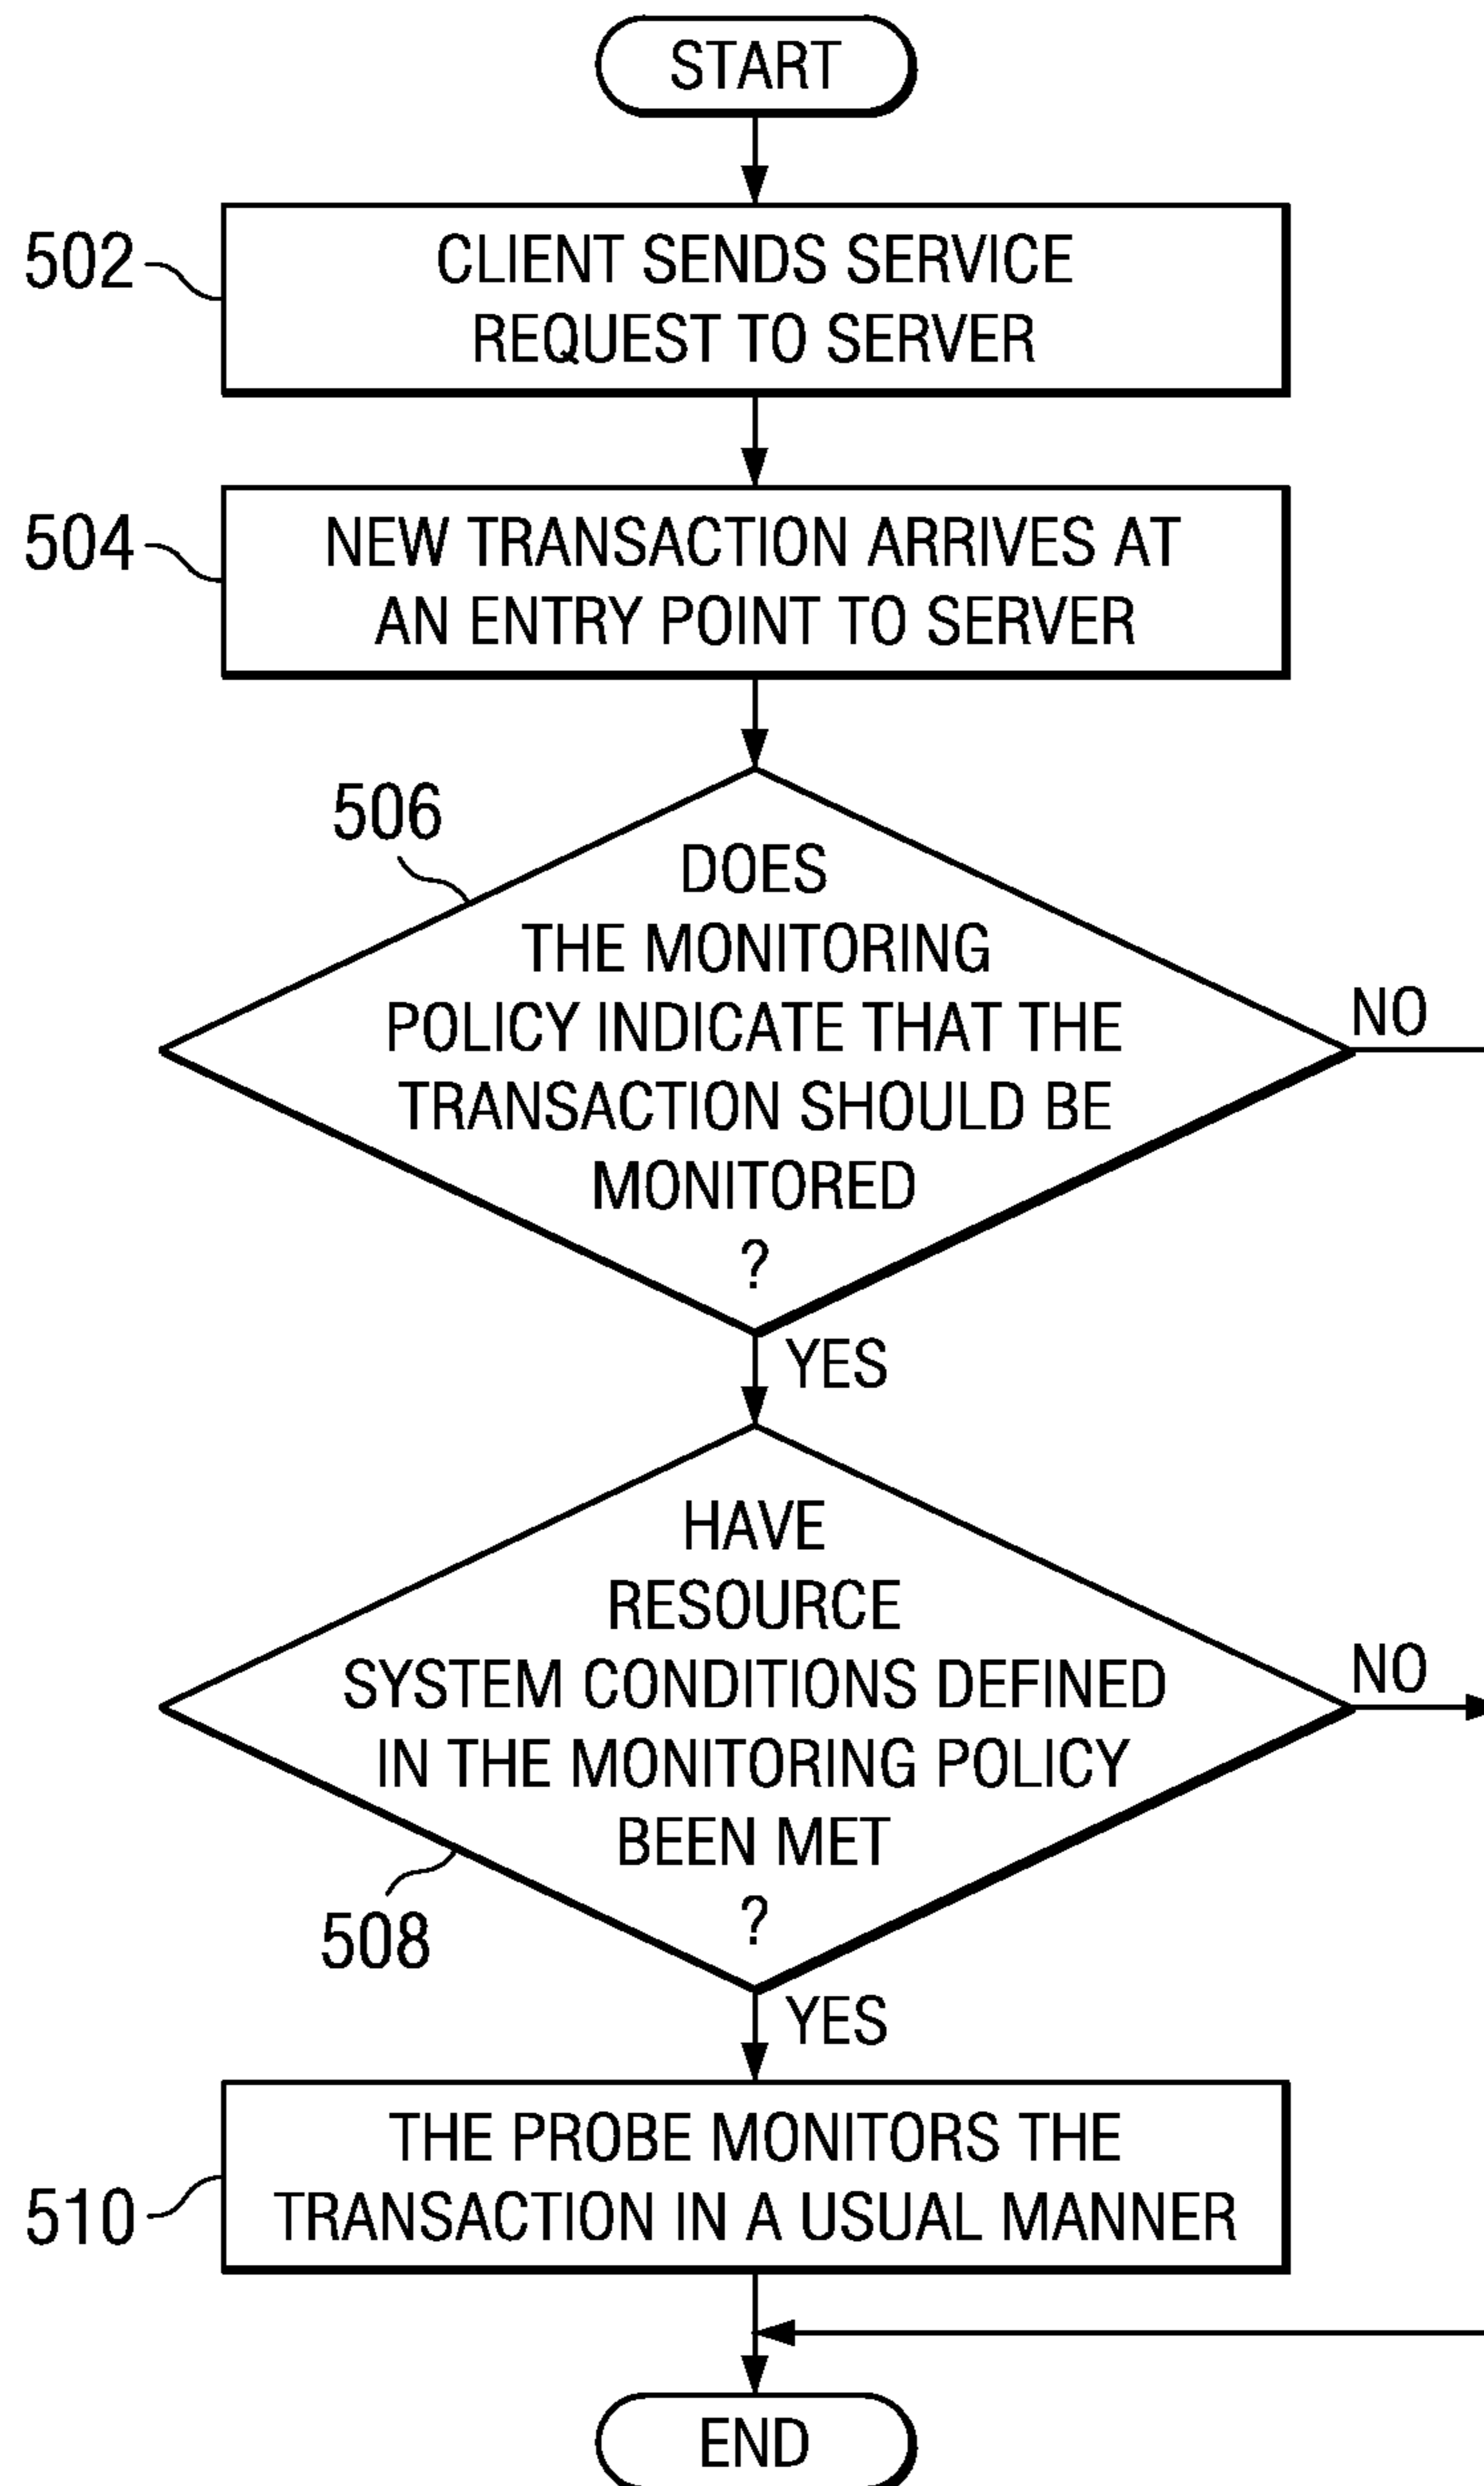 START
502
CLIENT SENDS SERVICE
REQUEST TO SERVER
504
NEW TRANSACTION ARRIVES AT
AN ENTRY POINT TO SERVER
506
DOES
THE MONITORING
POLICY INDICATE THAT THE
TRANSACTION SHOULD BE
MONITORED
?
NO
YES
HAVE
RESOURCE
SYSTEM CONDITIONS DEFINED
IN THE MONITORING POLICY
BEEN MET
?
NO
508
YES
510
THE PROBE MONITORS THE
TRANSACTION IN A USUAL MANNER
END